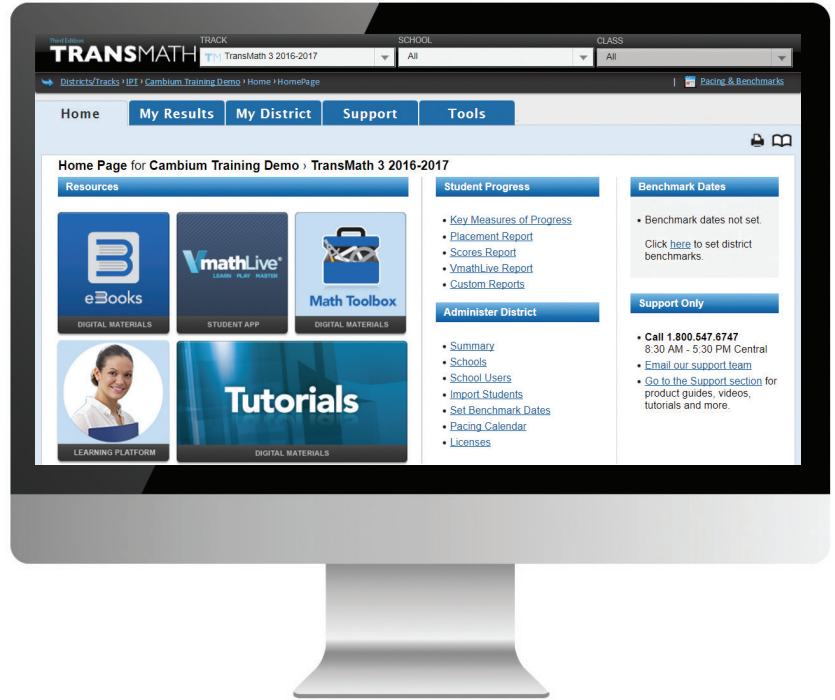 Third Edition
TRANSMATH
TRACK
TM TransMath 3 2016-2017
SCHOOL
All
CLASS
All
Districts/Tracks › IPT › Cambium Training Demo › Home › HomePage
| Pacing & Benchmarks
Home
My Results
My District
Support
Tools
Home Page for Cambium Training Demo › TransMath 3 2016-2017
Resources
eBooks
DIGITAL MATERIALS
VmathLive®
LEARN PLAY MASTER
STUDENT APP
Math Toolbox
DIGITAL MATERIALS
LEARNING PLATFORM
Tutorials
DIGITAL MATERIALS
Student Progress
• Key Measures of Progress
• Placement Report
• Scores Report
• VmathLive Report
• Custom Reports
Administer District
• Summary
• Schools
• School Users
• Import Students
• Set Benchmark Dates
• Pacing Calendar
• Licenses
Benchmark Dates
• Benchmark dates not set.
Click here to set district
benchmarks.
Support Only
• Call 1.800.547.6747
8:30 AM - 5:30 PM Central
• Email our support team
• Go to the Support section for
product guides, videos,
tutorials and more.